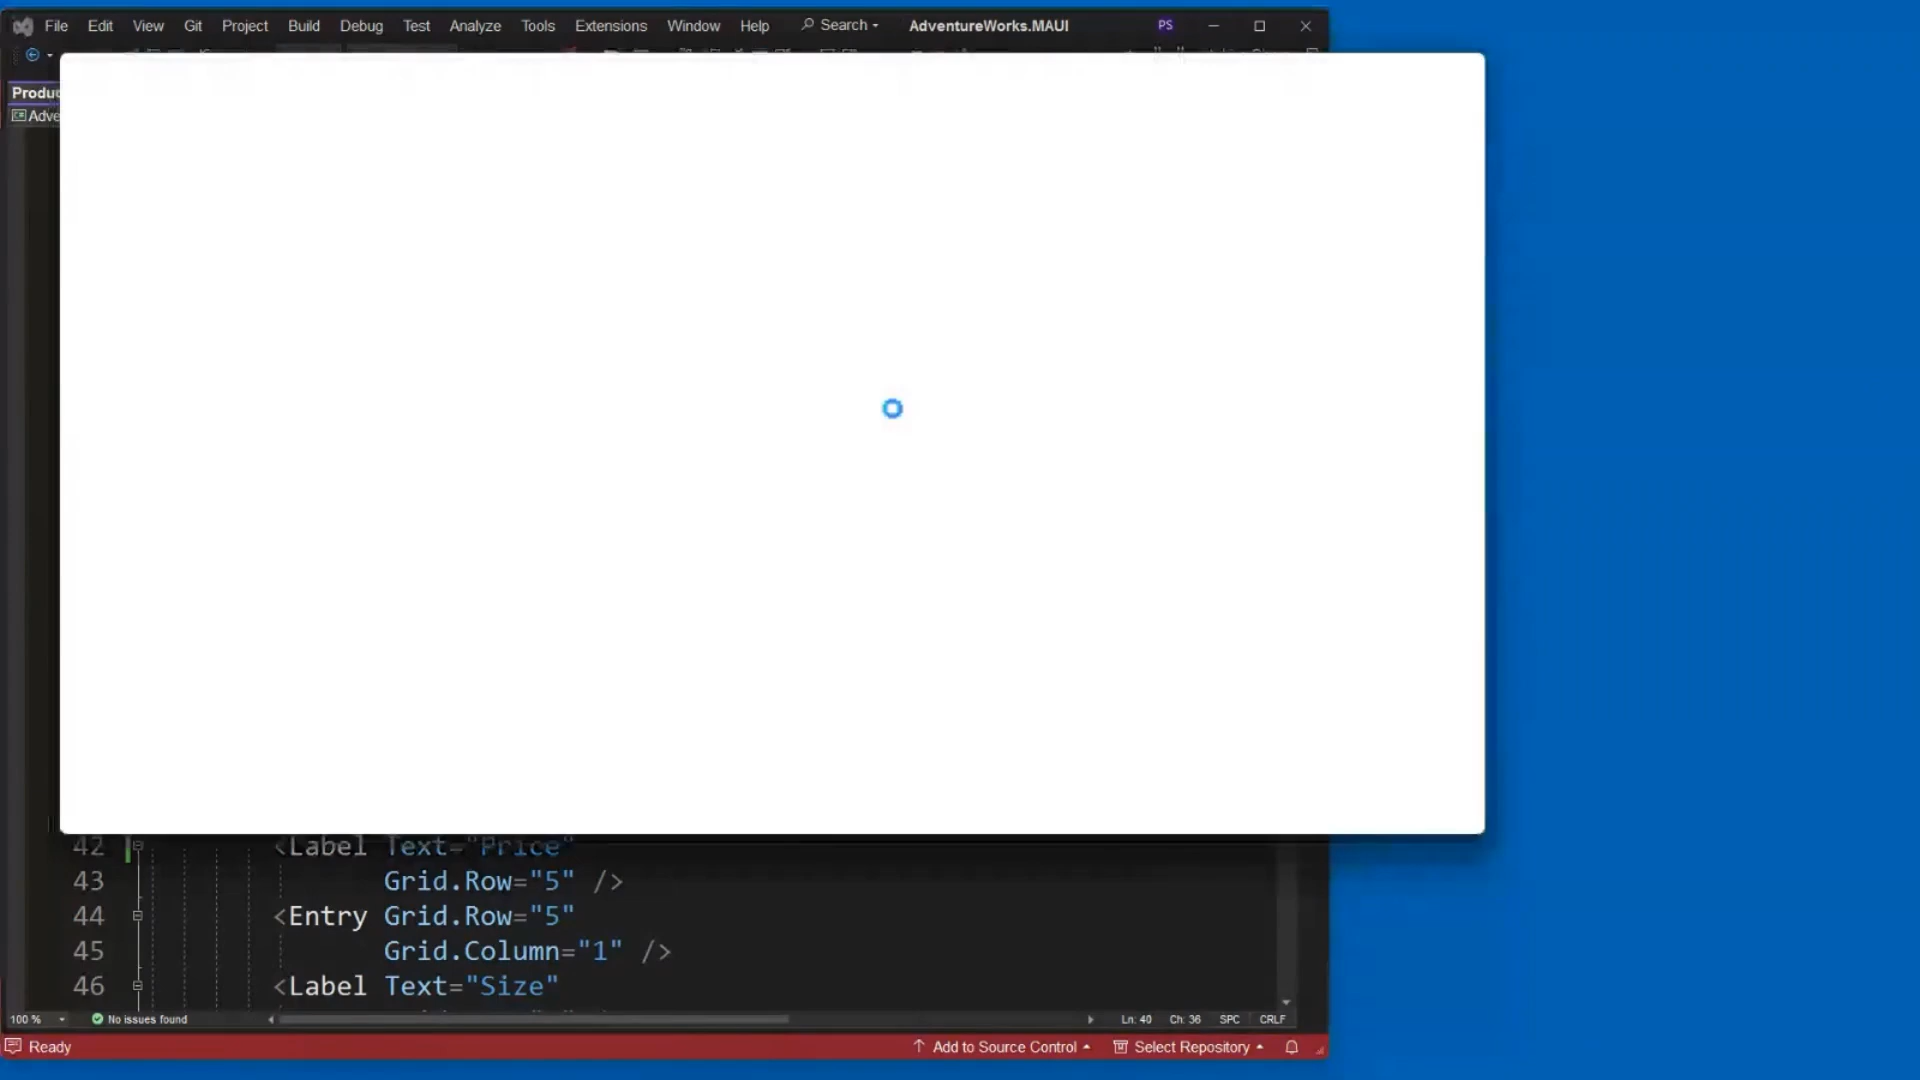 File Edit View Git Project Build Debug Test Analyze Tools Extensions Window Help Search AdventureWorks.MAUI PS
Produ
Adve
42 <Label Text="Price"
43 Grid.Row="5" />
44 <Entry Grid.Row="5"
45 Grid.Column="1" />
46 <Label Text="Size"
100 % No issues found Ln: 40 Ch: 36 SPC CRLF
Ready Add to Source Control Select Repository